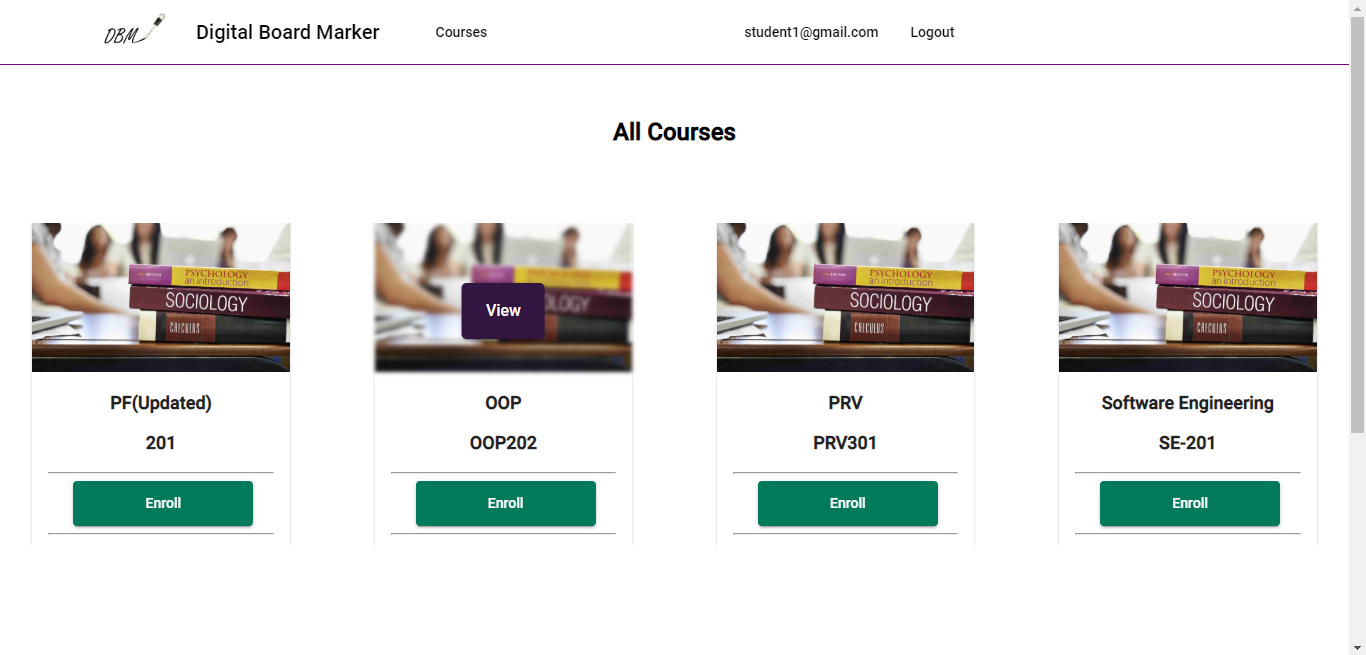 DBM
Digital Board Marker
Courses
student1@gmail.com
Logout
All Courses
PSYCHOLOGY
an introduction
SOCIOLOGY
CALCULUS
View
OLOGY
PSYCHOLOGY
an introduction
SOCIOLOGY
CALCULUS
PSYCHOLOGY
an introduction
SOCIOLOGY
CALCULUS
PF(Updated)
OOP
PRV
Software Engineering
201
OOP202
PRV301
SE-201
Enroll
Enroll
Enroll
Enroll